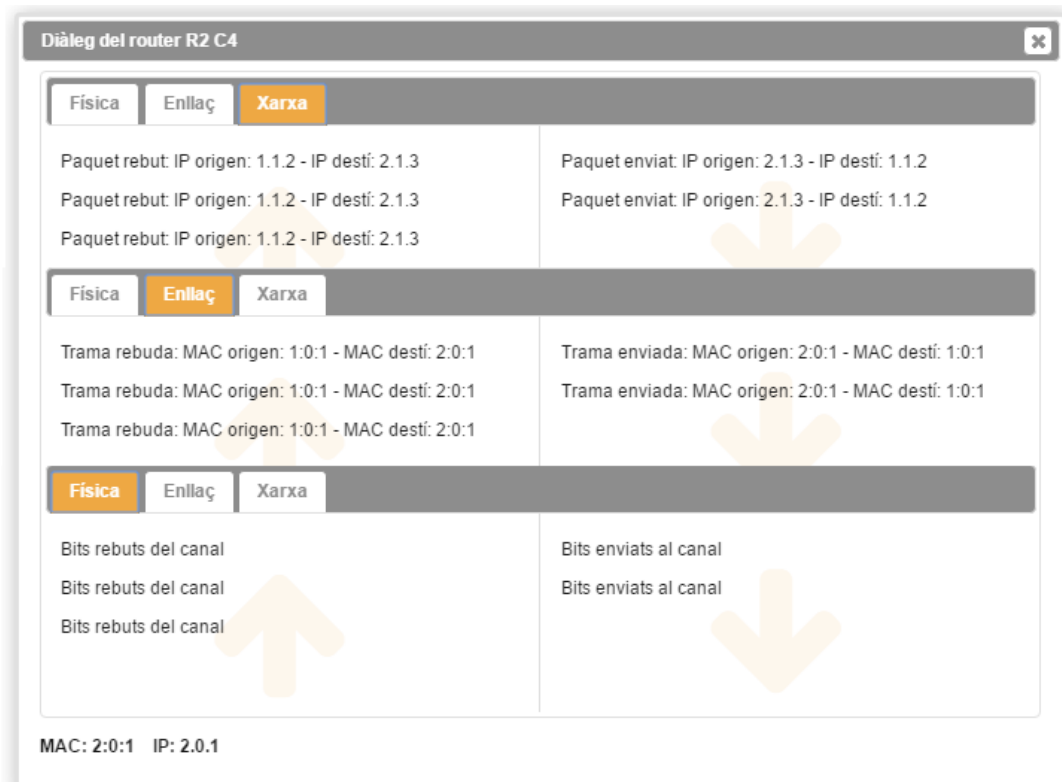 Diàleg del router R2 C4
Física Enllaç Xarxa
Paquet rebut: IP origen: 1.1.2 - IP destí: 2.1.3
Paquet rebut: IP origen: 1.1.2 - IP destí: 2.1.3
Paquet rebut: IP origen: 1.1.2 - IP destí: 2.1.3
Paquet enviat: IP origen: 2.1.3 - IP destí: 1.1.2
Paquet enviat: IP origen: 2.1.3 - IP destí: 1.1.2
Física Enllaç Xarxa
Trama rebuda: MAC origen: 1:0:1 - MAC destí: 2:0:1
Trama rebuda: MAC origen: 1:0:1 - MAC destí: 2:0:1
Trama rebuda: MAC origen: 1:0:1 - MAC destí: 2:0:1
Trama enviada: MAC origen: 2:0:1 - MAC destí: 1:0:1
Trama enviada: MAC origen: 2:0:1 - MAC destí: 1:0:1
Física Enllaç Xarxa
Bits rebuts del canal
Bits rebuts del canal
Bits rebuts del canal
Bits enviats al canal
Bits enviats al canal
MAC: 2:0:1 IP: 2.0.1